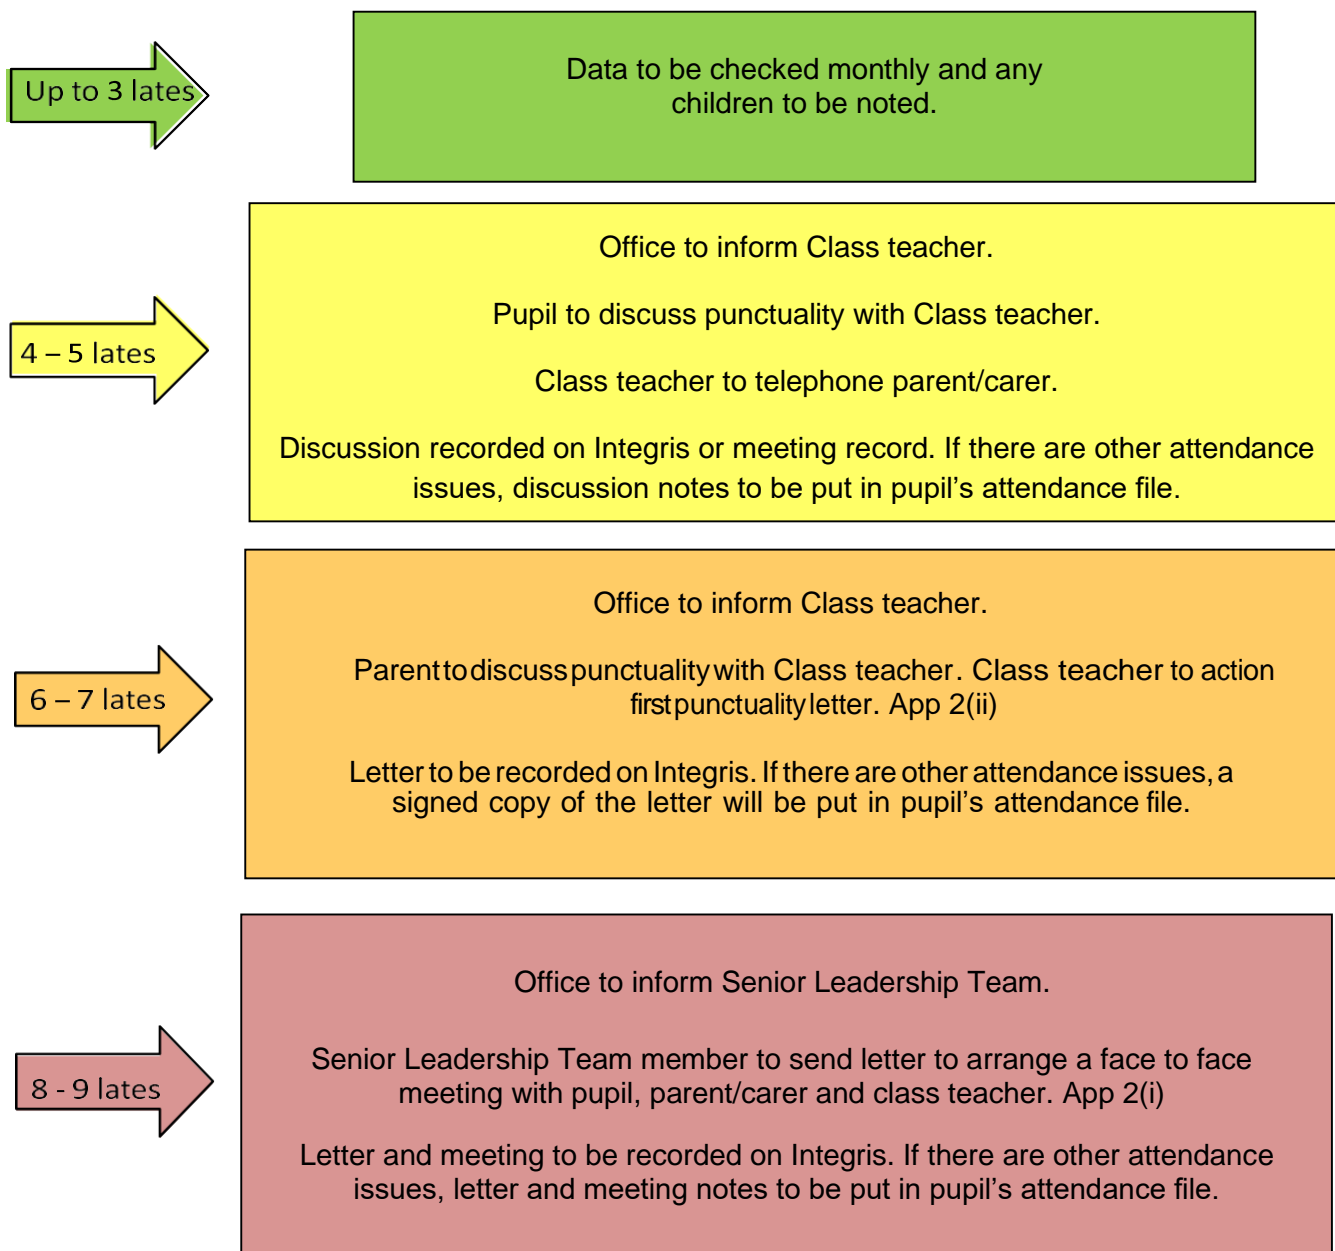 Up to 3 lates
Data to be checked monthly and any
children to be noted.
4 – 5 lates
Office to inform Class teacher.
Pupil to discuss punctuality with Class teacher.
Class teacher to telephone parent/carer.
Discussion recorded on Integris or meeting record. If there are other attendance
issues, discussion notes to be put in pupil’s attendance file.
6 – 7 lates
Office to inform Class teacher.
Parent to discuss punctuality with Class teacher. Class teacher to action
first punctuality letter. App 2(ii)
Letter to be recorded on Integris. If there are other attendance issues, a
signed copy of the letter will be put in pupil’s attendance file.
8 - 9 lates
Office to inform Senior Leadership Team.
Senior Leadership Team member to send letter to arrange a face to face
meeting with pupil, parent/carer and class teacher. App 2(i)
Letter and meeting to be recorded on Integris. If there are other attendance
issues, letter and meeting notes to be put in pupil’s attendance file.